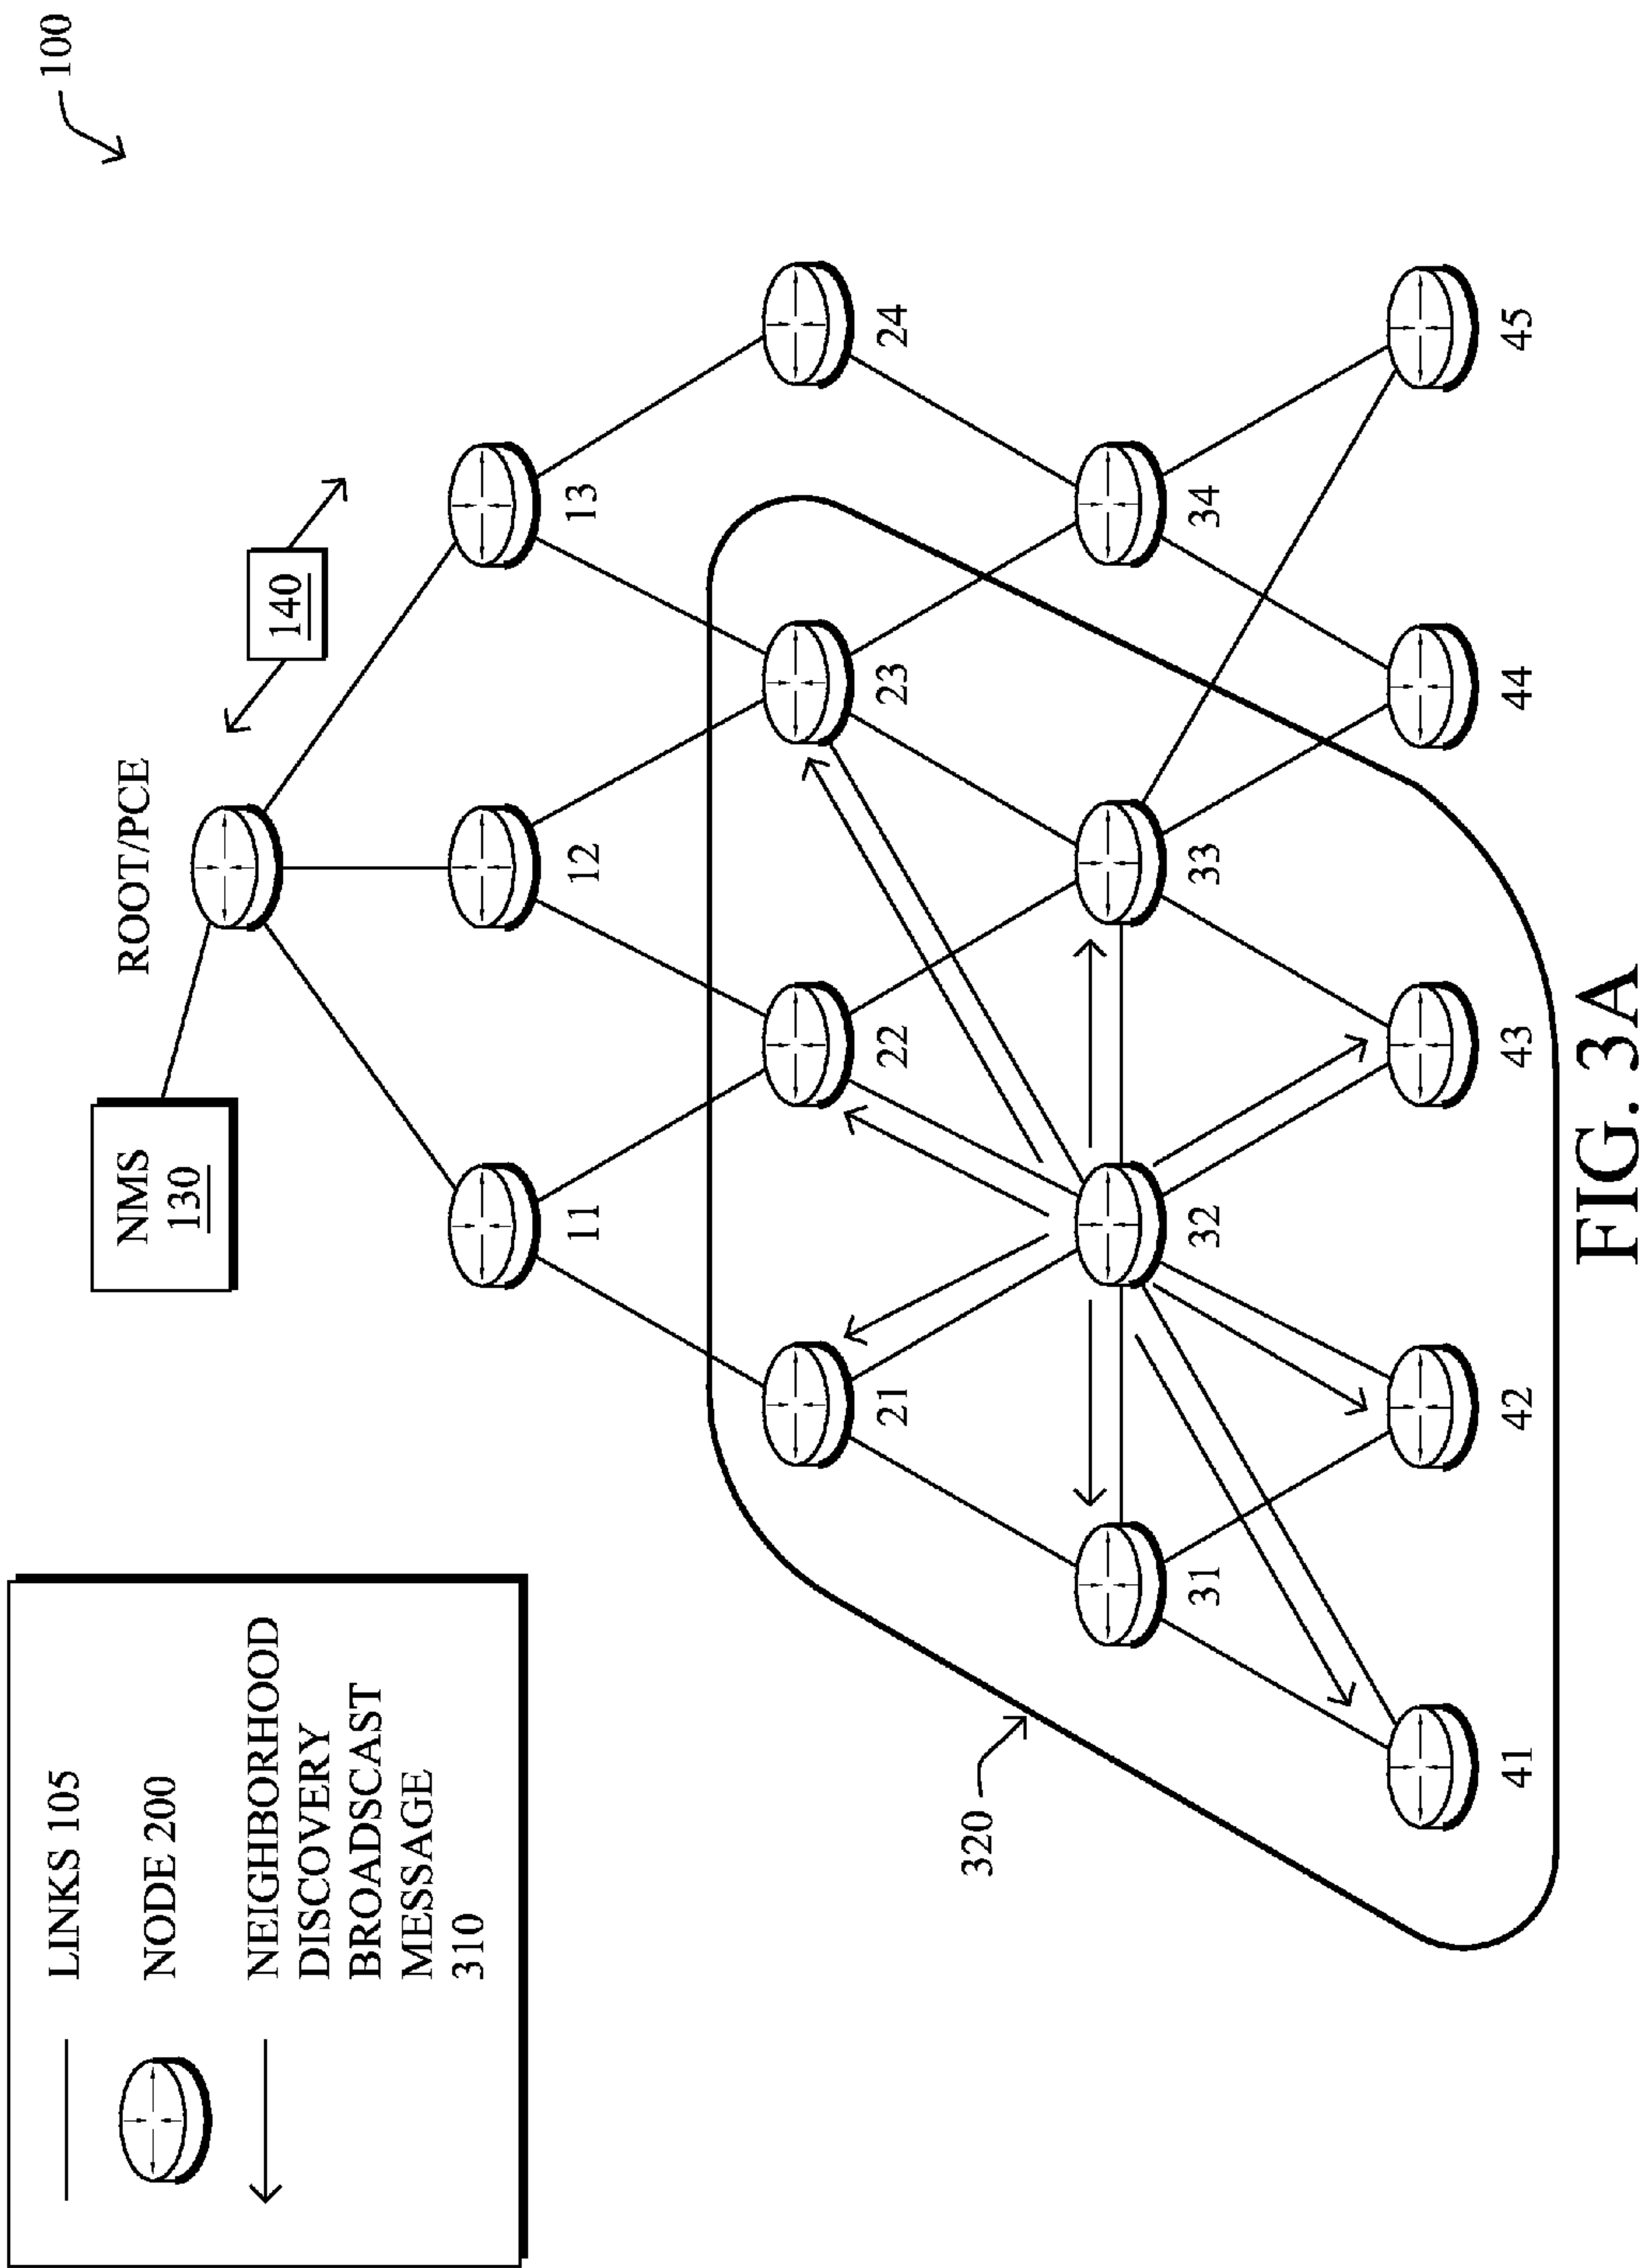 LINKS 105
NODE 200
NEIGHBORHOOD
DISCOVERY
BROADSCAST
MESSAGE
310
100
NMS
130
ROOT/PCE
140
11
12
13
21
22
23
24
320
31
32
33
34
41
42
43
44
45
FIG. 3A